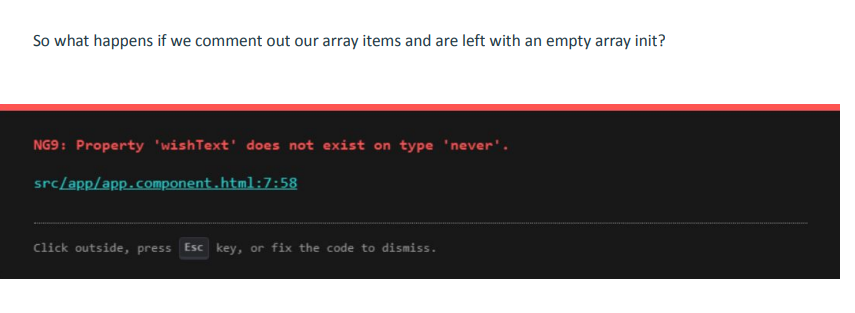 So what happens if we comment out our array items and are left with an empty array init?
NG9: Property 'wishText' does not exist on type 'never'.
src/app/app.component.html:7:58
Click outside, press Esc key, or fix the code to dismiss.